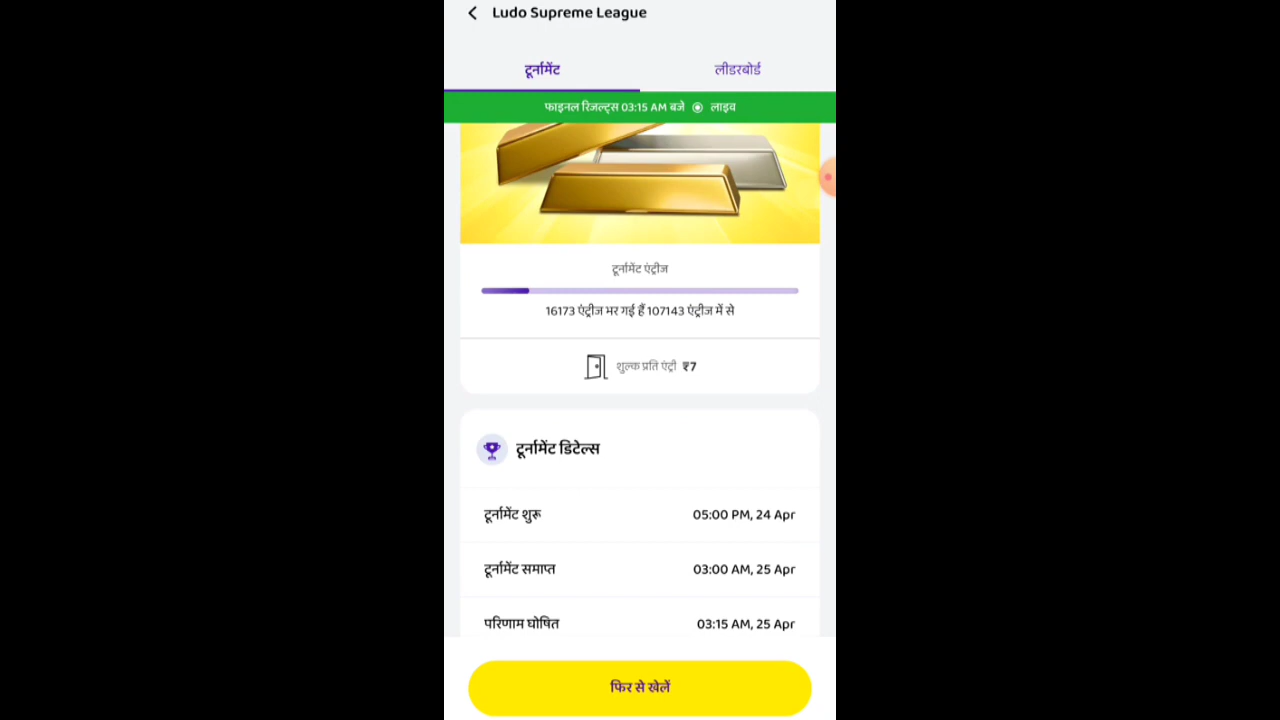 Ludo Supreme League
टूर्नामेंट
लीडरबोर्ड
फाइनल रिजल्ट्स 03:15 AM बजे लाइव
टूर्नामेंट एंट्रीज
16173 एंट्रीज भर गई हैं 107143 एंट्रीज में से
शुल्क प्रति एंट्री ₹7
टूर्नामेंट डिटेल्स
टूर्नामेंट शुरू 05:00 PM, 24 Apr
टूर्नामेंट समाप्त 03:00 AM, 25 Apr
परिणाम घोषित 03:15 AM, 25 Apr
फिर से खेलें